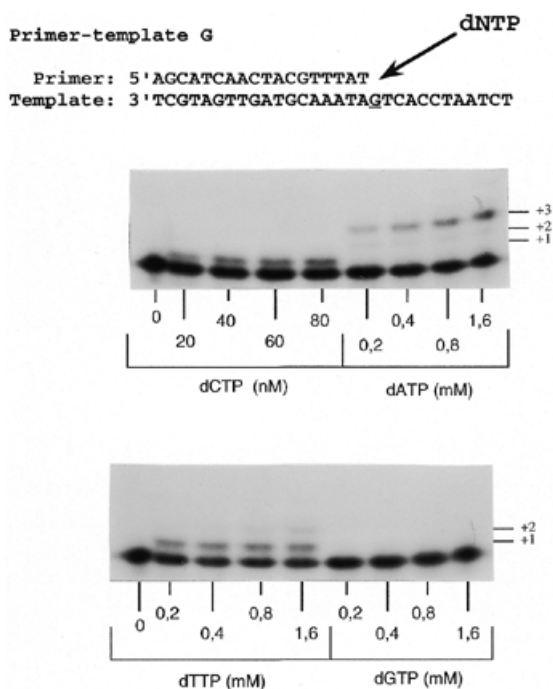 Primer-template G
dNTP
Primer: 5'AGCATCAACTACGTTTAT
Template: 3'TCGTAGTTGATGCAAATAGTCACCTAATCT
+3
+2
+1
0 40 80 0,4 1,6
20 60 0,2 0,8
dCTP (nM) dATP (mM)
+2
+1
0,2 0,8 0,2 0,8
0 0,4 1,6 0,4 1,6
dTTP (mM) dGTP (mM)